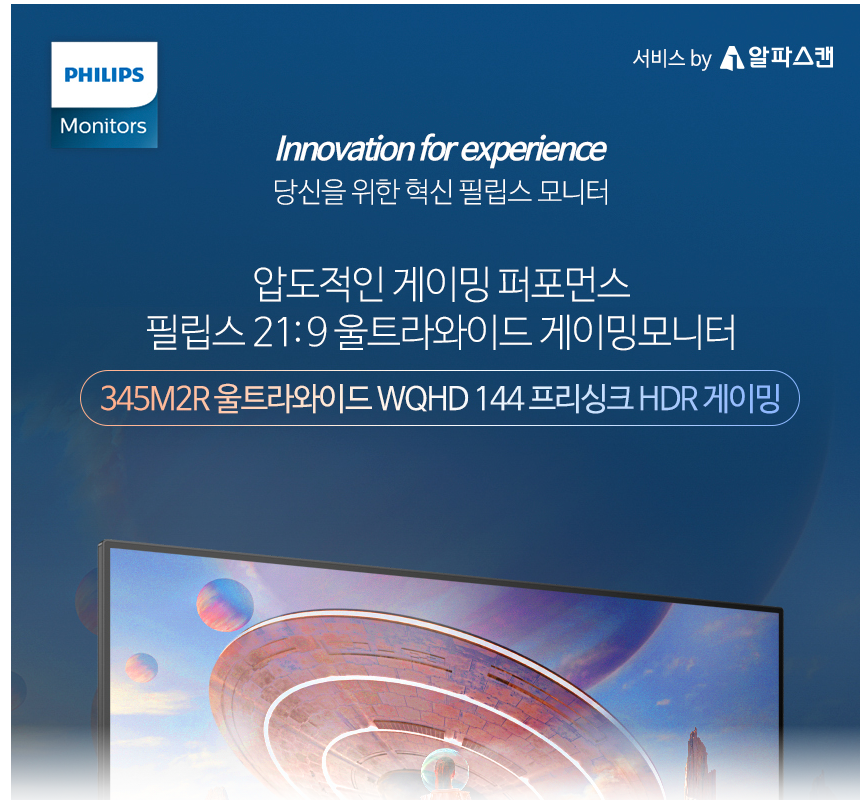 PHILIPS
Monitors
서비스 by 알파스캔
Innovation for experience
당신을 위한 혁신 필립스 모니터
압도적인 게이밍 퍼포먼스
필립스 21:9 울트라와이드 게이밍모니터
345M2R 울트라와이드 WQHD 144 프리싱크 HDR 게이밍